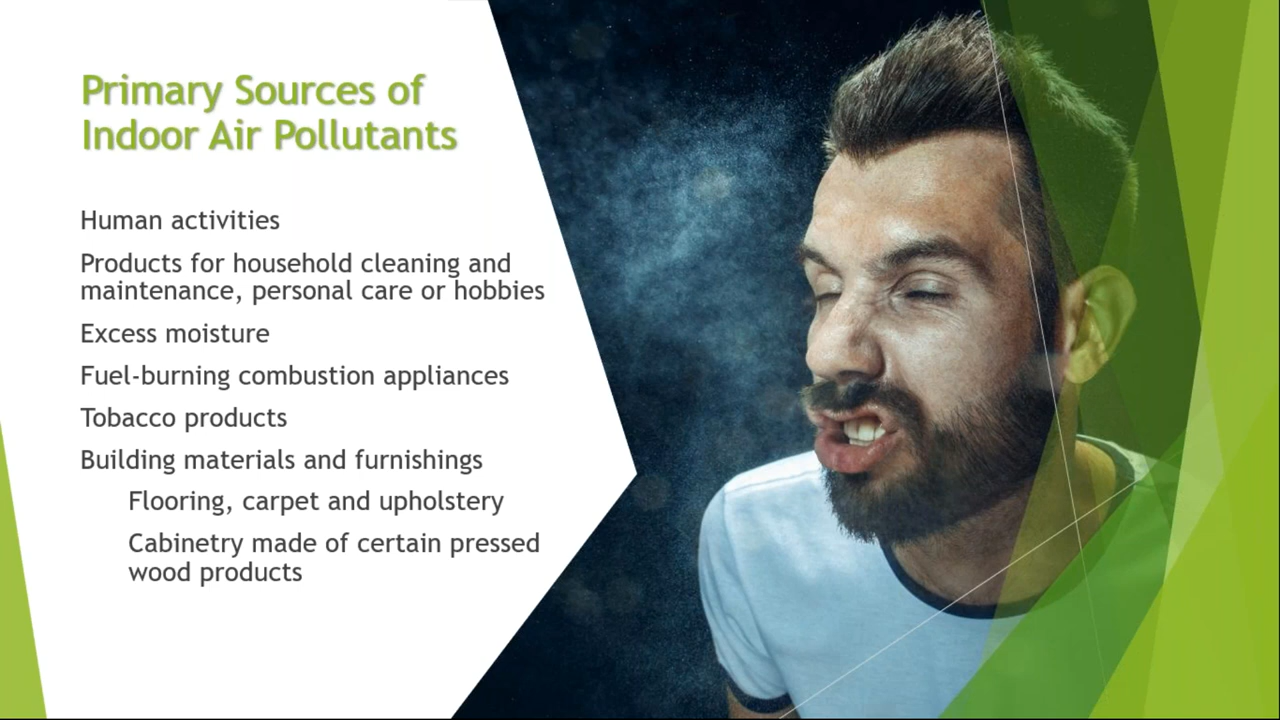 Primary Sources of
Indoor Air Pollutants
Human activities
Products for household cleaning and
maintenance, personal care or hobbies
Excess moisture
Fuel-burning combustion appliances
Tobacco products
Building materials and furnishings
Flooring, carpet and upholstery
Cabinetry made of certain pressed
wood products